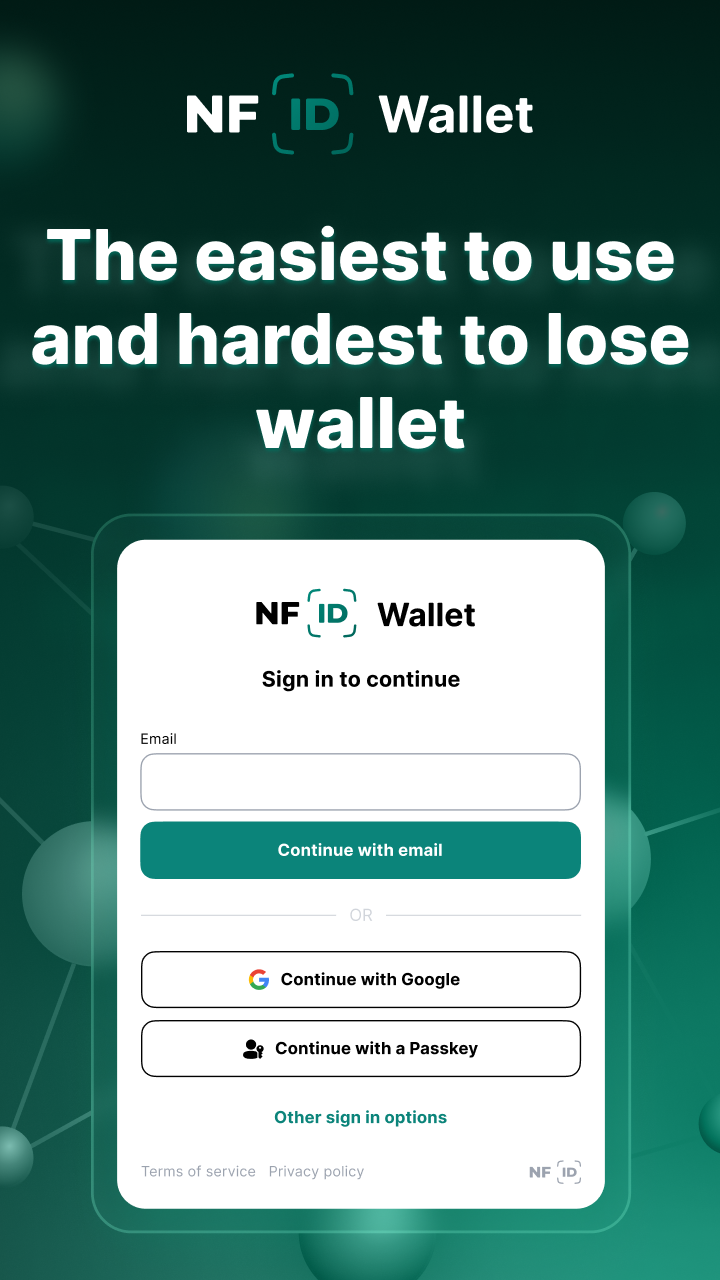 NF ID Wallet
The easiest to use
and hardest to lose
wallet
NF ID Wallet
Sign in to continue
Email
Continue with email
OR
Continue with Google
Continue with a Passkey
Other sign in options
Terms of service Privacy policy NF ID